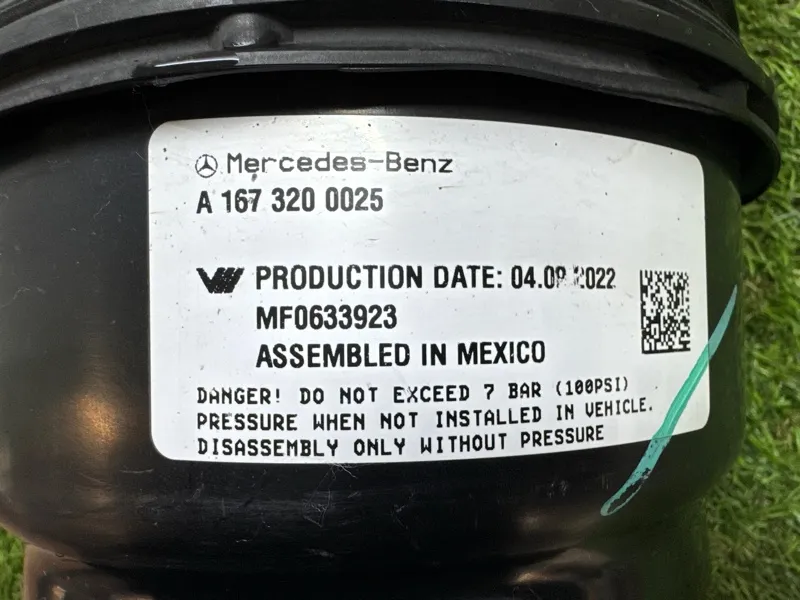 Mercedes-Benz
A 167 320 0025
PRODUCTION DATE:
MF0633923
ASSEMBLED IN MEXICO
DANGER! DO NOT EXCEED 7 BAR (100PSI)
PRESSURE WHEN NOT INSTALLED IN VEHICLE.
DISASSEMBLY ONLY WITHOUT PRESSURE